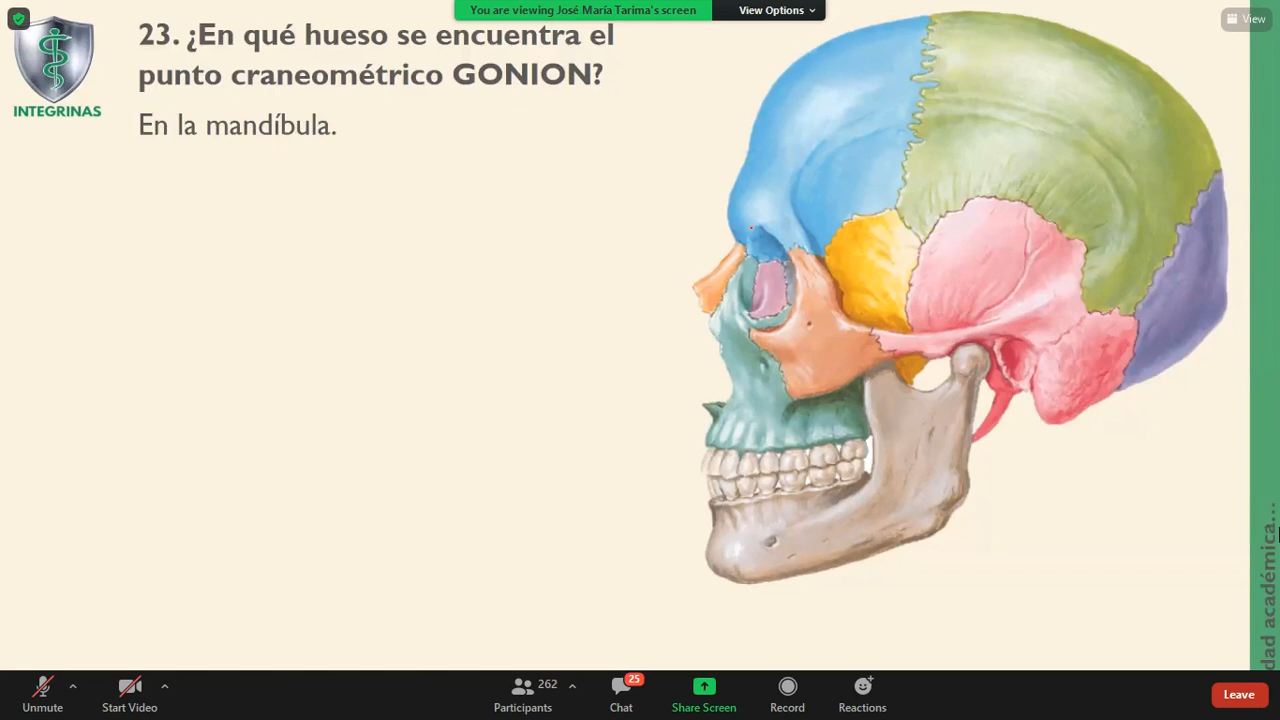 You are viewing José María Tarima's screen
View Options
View
INTEGRINAS
23. ¿En qué hueso se encuentra el
punto craneométrico GONION?
En la mandíbula.
dad académica...
Unmute
Start Video
262
Participants
25
Chat
Share Screen
Record
Reactions
Leave